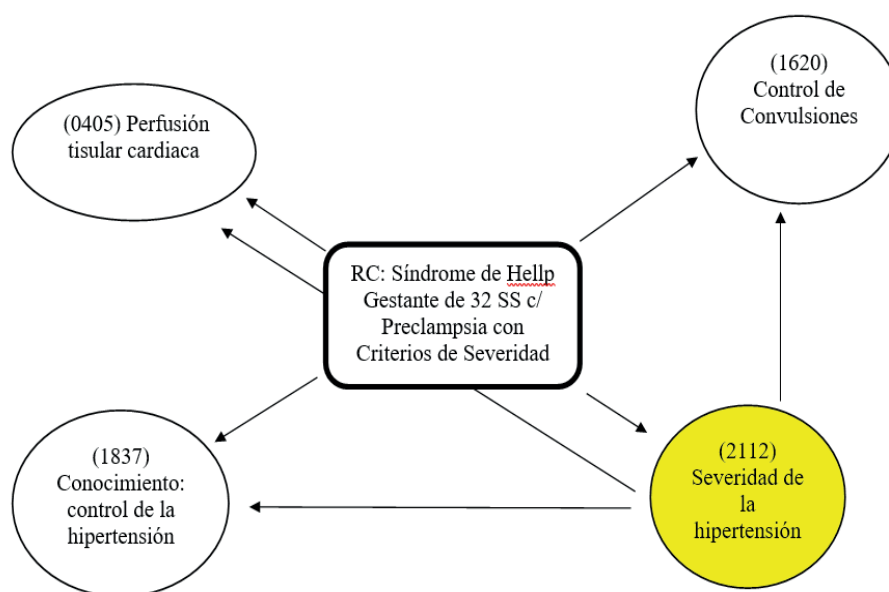 (0405) Perfusión
tisular cardiaca
(1620)
Control de
Convulsiones
RC: Síndrome de Hellp
Gestante de 32 SS c/
Preclampsia con
Criterios de Severidad
(1837)
Conocimiento:
control de la
hipertensión
(2112)
Severidad de
la
hipertensión